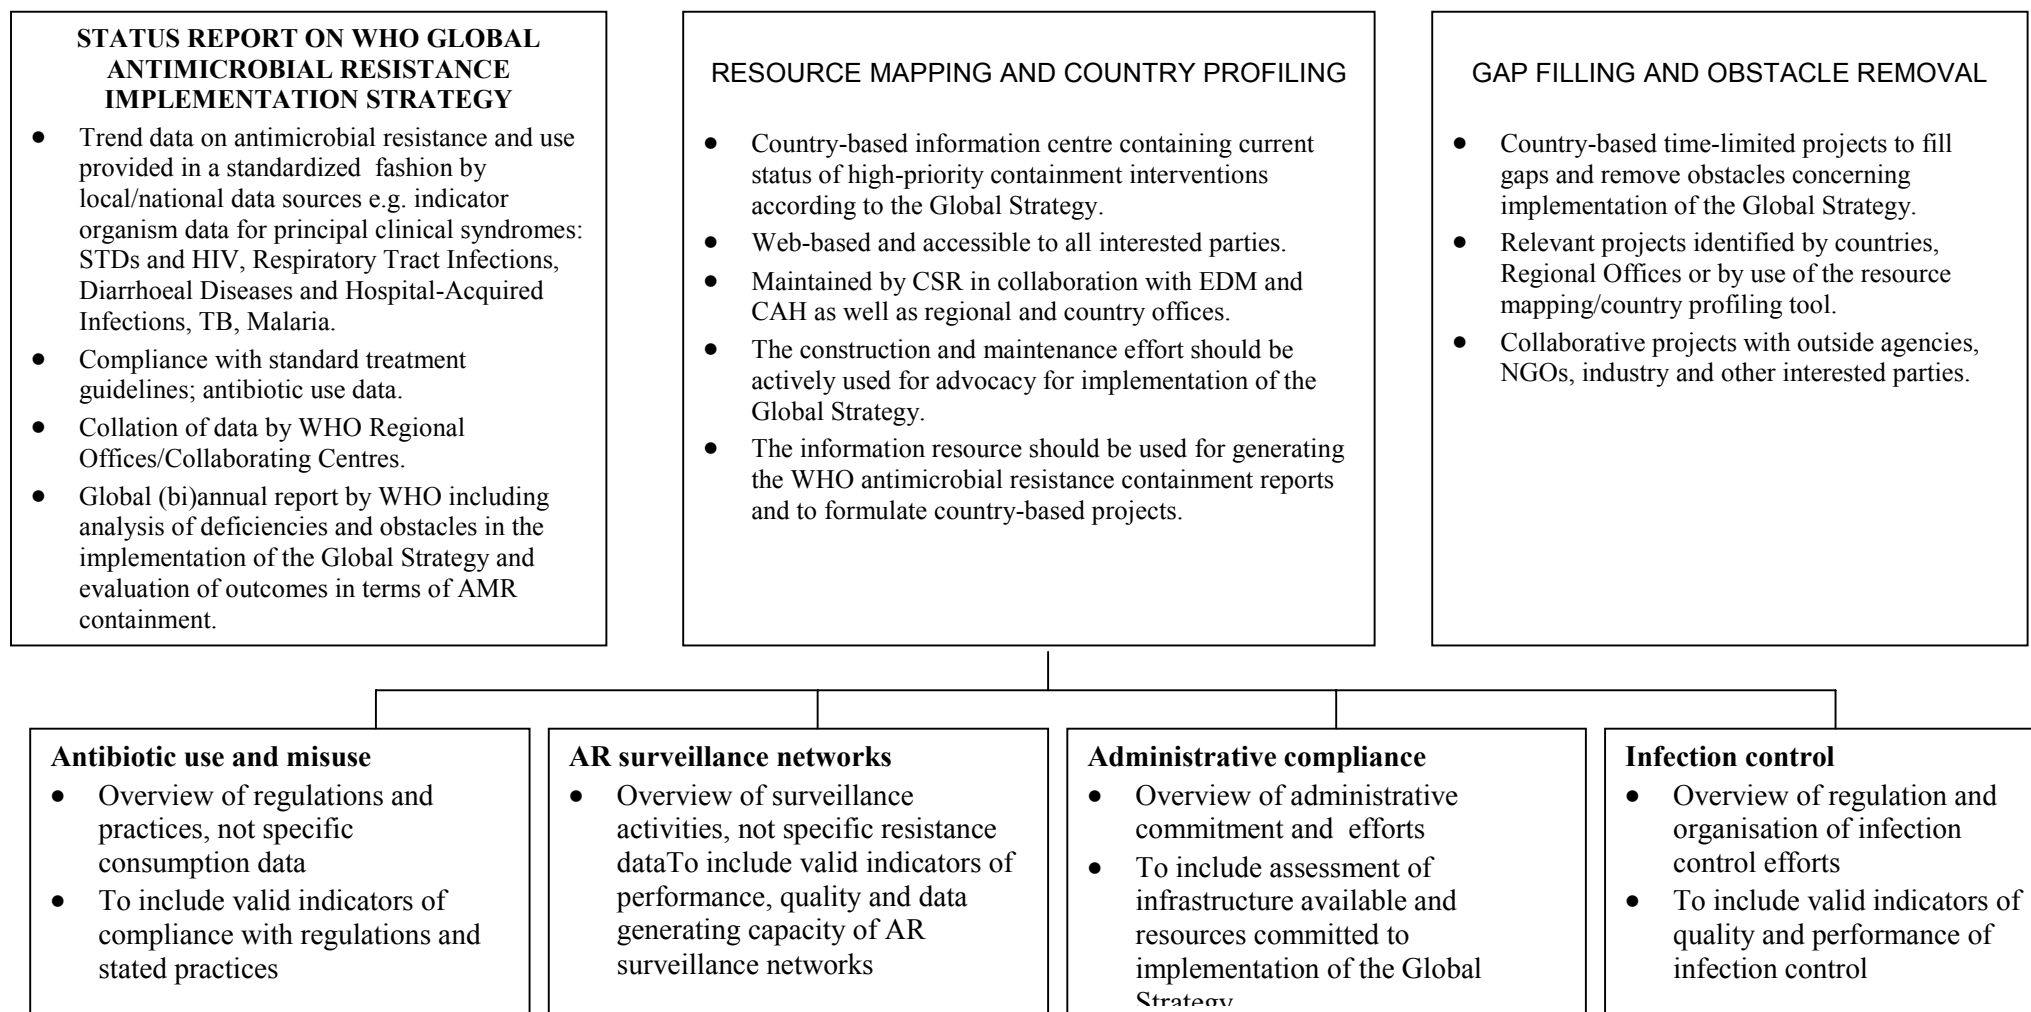 STATUS REPORT ON WHO GLOBAL
ANTIMICROBIAL RESISTANCE
IMPLEMENTATION STRATEGY
● Trend data on antimicrobial resistance and use
provided in a standardized fashion by
local/national data sources e.g. indicator
organism data for principal clinical syndromes:
STDs and HIV, Respiratory Tract Infections,
Diarrhoeal Diseases and Hospital-Acquired
Infections, TB, Malaria.
● Compliance with standard treatment
guidelines; antibiotic use data.
● Collation of data by WHO Regional
Offices/Collaborating Centres.
● Global (bi)annual report by WHO including
analysis of deficiencies and obstacles in the
implementation of the Global Strategy and
evaluation of outcomes in terms of AMR
containment.
RESOURCE MAPPING AND COUNTRY PROFILING
● Country-based information centre containing current
status of high-priority containment interventions
according to the Global Strategy.
● Web-based and accessible to all interested parties.
● Maintained by CSR in collaboration with EDM and
CAH as well as regional and country offices.
● The construction and maintenance effort should be
actively used for advocacy for implementation of the
Global Strategy.
● The information resource should be used for generating
the WHO antimicrobial resistance containment reports
and to formulate country-based projects.
GAP FILLING AND OBSTACLE REMOVAL
● Country-based time-limited projects to fill
gaps and remove obstacles concerning
implementation of the Global Strategy.
● Relevant projects identified by countries,
Regional Offices or by use of the resource
mapping/country profiling tool.
● Collaborative projects with outside agencies,
NGOs, industry and other interested parties.
Antibiotic use and misuse
● Overview of regulations and
practices, not specific
consumption data
● To include valid indicators of
compliance with regulations and
stated practices
AR surveillance networks
● Overview of surveillance
activities, not specific resistance
dataTo include valid indicators of
performance, quality and data
generating capacity of AR
surveillance networks
Administrative compliance
● Overview of administrative
commitment and efforts
● To include assessment of
infrastructure available and
resources committed to
implementation of the Global
Strategy
Infection control
● Overview of regulation and
organisation of infection
control efforts
● To include valid indicators of
quality and performance of
infection control